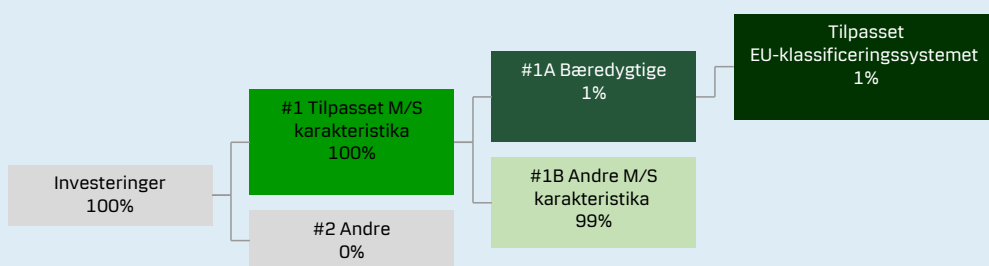 Investeringer
100%
#1 Tilpasset M/S
karakteristika
100%
#2 Andre
0%
#1A Bæredygtige
1%
#1B Andre M/S
karakteristika
99%
Tilpasset
EU-klassificeringssystemet
1%